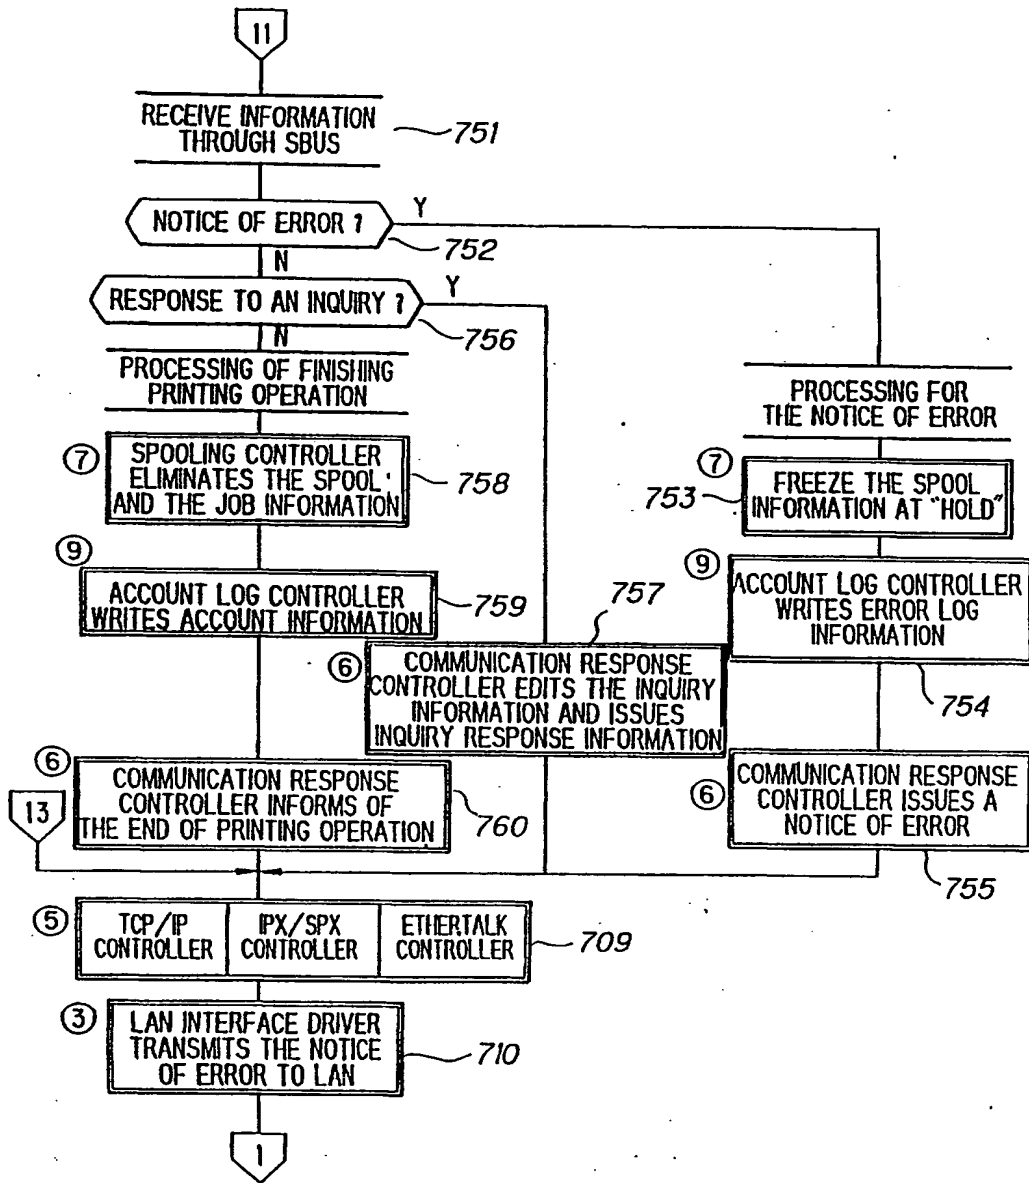 11
RECEIVE INFORMATION
THROUGH SBUS
751
NOTICE OF ERROR ?
Y
752
N
RESPONSE TO AN INQUIRY ?
Y
756
N
PROCESSING OF FINISHING
PRINTING OPERATION
PROCESSING FOR
THE NOTICE OF ERROR
⑦
SPOOLING CONTROLLER
ELIMINATES THE SPOOL
AND THE JOB INFORMATION
758
⑦
753
FREEZE THE SPOOL
INFORMATION AT "HOLD"
⑨
ACCOUNT LOG CONTROLLER
WRITES ACCOUNT INFORMATION
759
⑨
ACCOUNT LOG CONTROLLER
WRITES ERROR LOG
INFORMATION
754
757
⑥
COMMUNICATION RESPONSE
CONTROLLER EDITS THE INQUIRY
INFORMATION AND ISSUES
INQUIRY RESPONSE INFORMATION
⑥
COMMUNICATION RESPONSE
CONTROLLER INFORMS OF
THE END OF PRINTING OPERATION
760
⑥
COMMUNICATION RESPONSE
CONTROLLER ISSUES A
NOTICE OF ERROR
755
13
⑤
TCP/IP
CONTROLLER
IPX/SPX
CONTROLLER
ETHERTALK
CONTROLLER
709
③
LAN INTERFACE DRIVER
TRANSMITS THE NOTICE
OF ERROR TO LAN
710
1